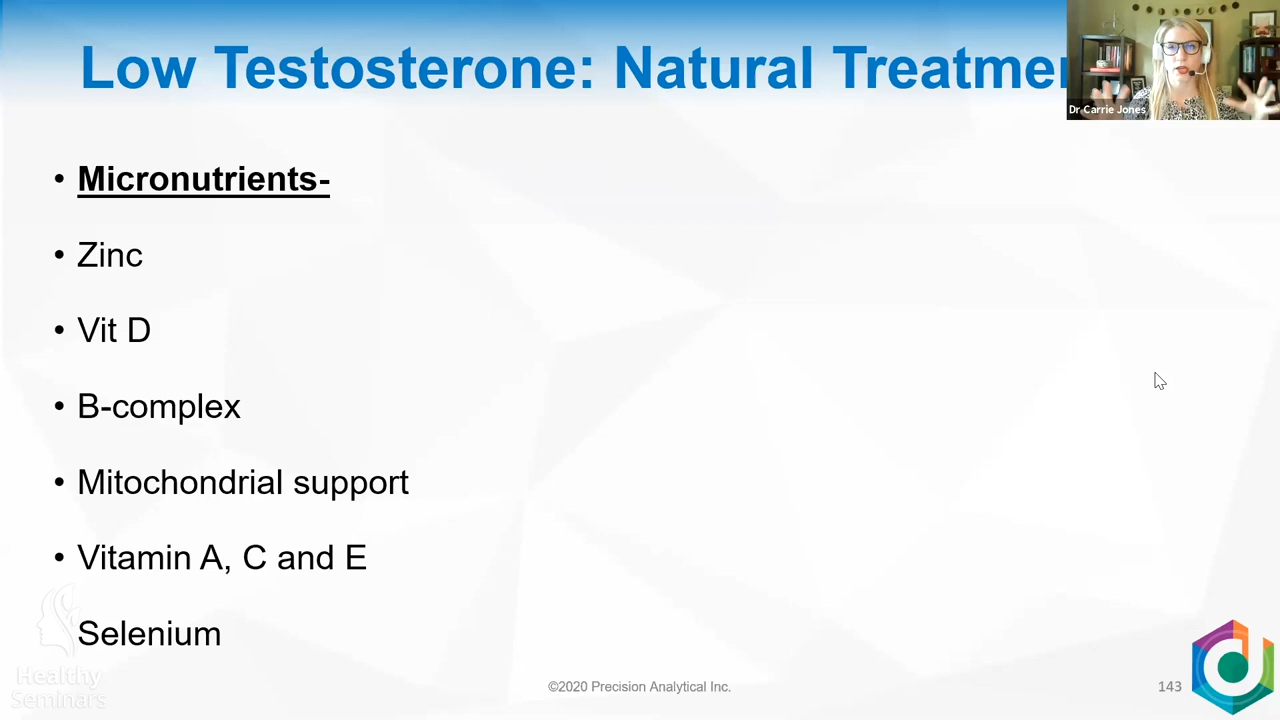 Low Testosterone: Natural Treatmen
Dr Carrie Jones
• Micronutrients-
• Zinc
• Vit D
• B-complex
• Mitochondrial support
• Vitamin A, C and E
Selenium
Healthy
Seminars
©2020 Precision Analytical Inc.
143